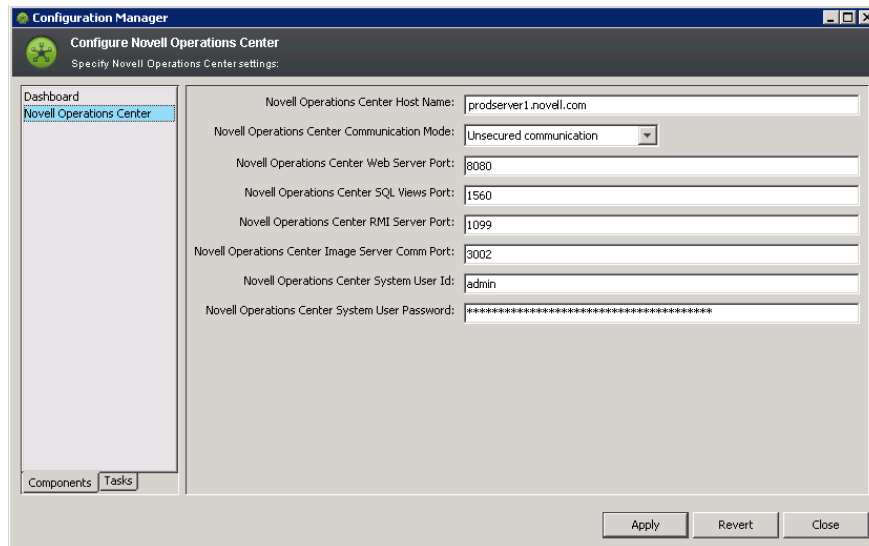 Configuration Manager
Configure Novell Operations Center
Specify Novell Operations Center settings:
Dashboard
Novell Operations Center
Novell Operations Center Host Name: prodserver1.novell.com
Novell Operations Center Communication Mode: Unsecured communication
Novell Operations Center Web Server Port: 8080
Novell Operations Center SQL Views Port: 1560
Novell Operations Center RMI Server Port: 1099
Novell Operations Center Image Server Comm Port: 3002
Novell Operations Center System User Id: admin
Novell Operations Center System User Password: ****************************************
Components Tasks
Apply Revert Close